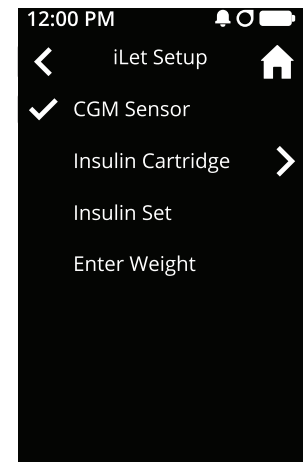 12:00 PM
iLet Setup
CGM Sensor
Insulin Cartridge
Insulin Set
Enter Weight